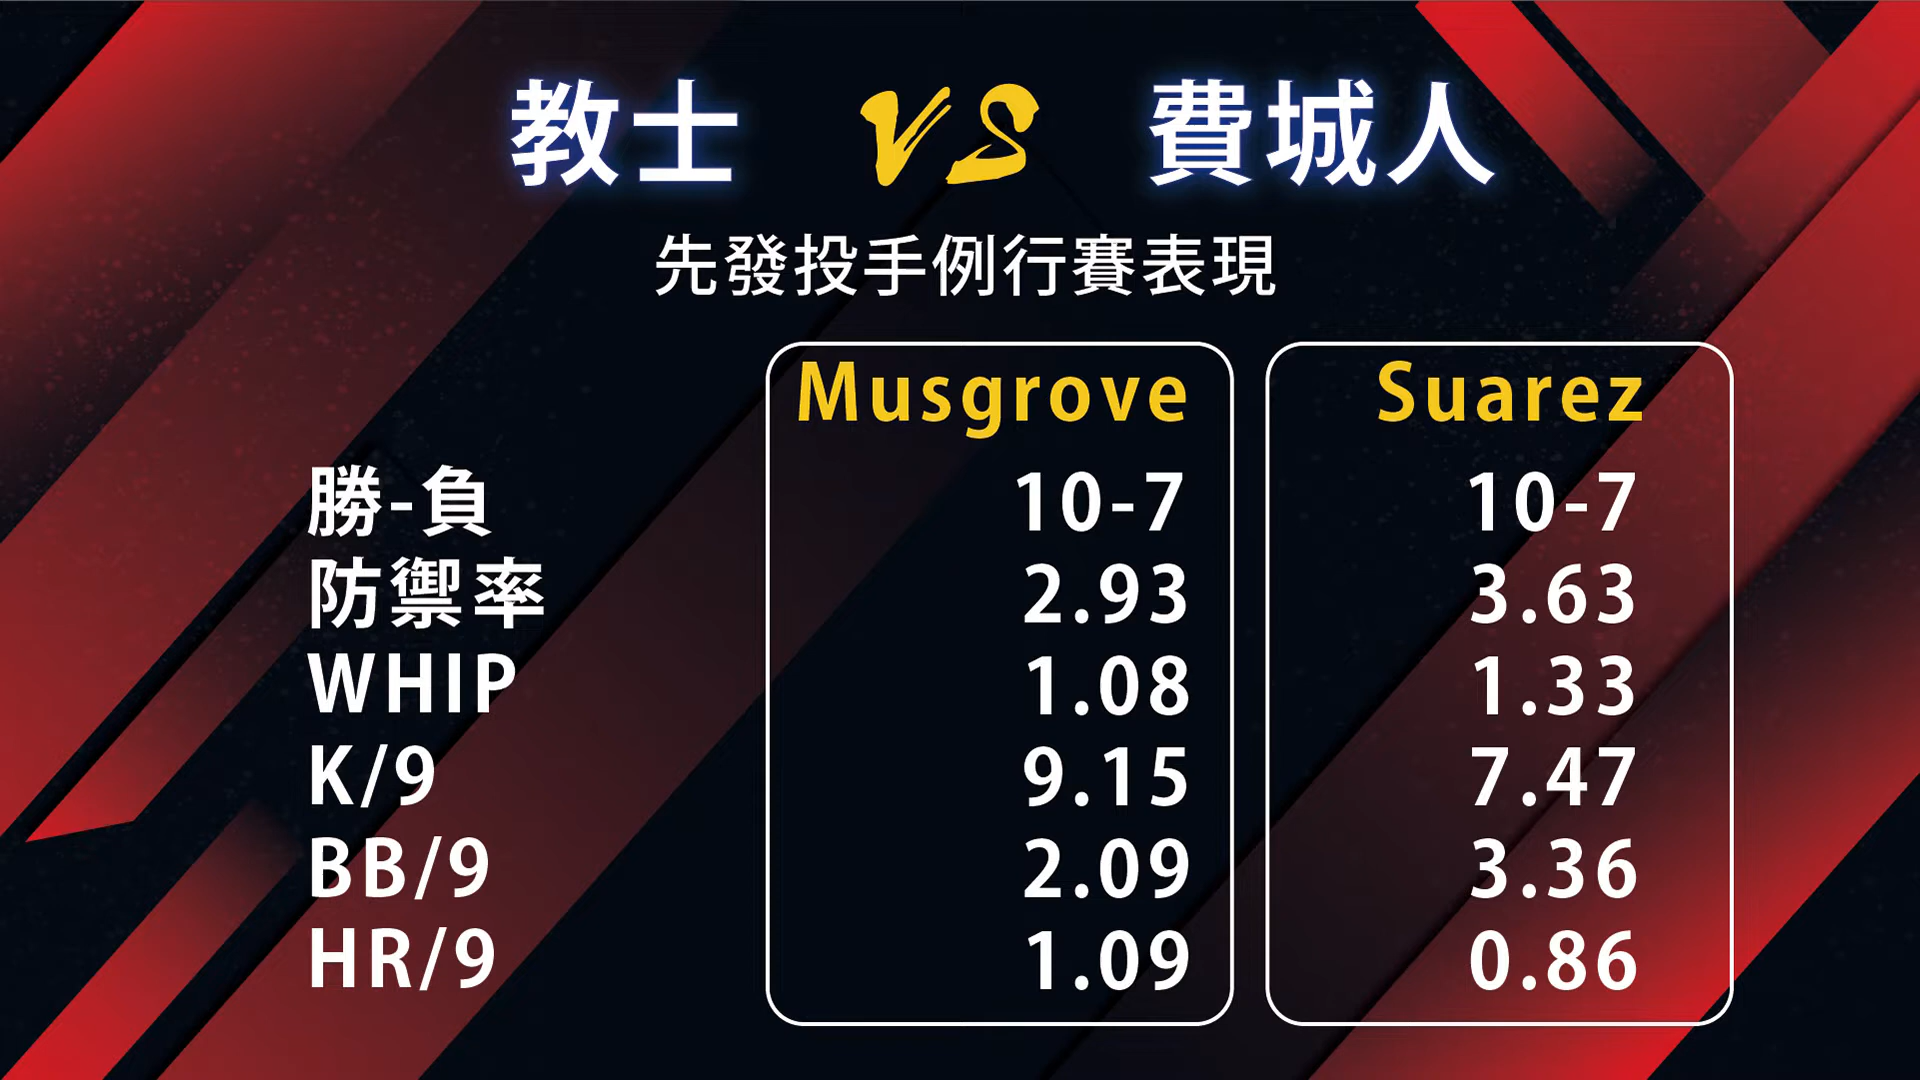 教士 VS 費城人
先發投手例行賽表現
Musgrove Suarez
勝-負 10-7 10-7
防禦率 2.93 3.63
WHIP 1.08 1.33
K/9 9.15 7.47
BB/9 2.09 3.36
HR/9 1.09 0.86